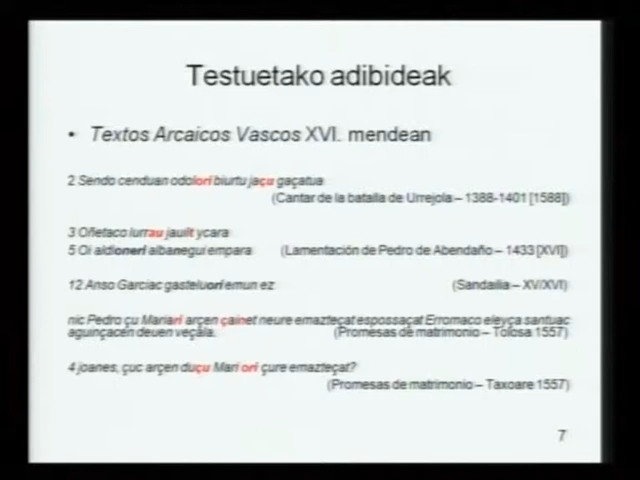 Testuetako adibideak
• Textos Arcaicos Vascos XVI. mendean
2 Sendo cenduan odolori biurtu jaçu gaçatua
(Cantar de la batalla de Urrejola – 1388-1401 [1588])
3 Oñetaco lurrau jauilt ycara
5 Oi aldioneri albanegui empara (Lamentación de Pedro de Abendaño – 1433 [XVI])
12 Anso Garciac gasteluori emun ez (Sandailia – XV/XVI)
nic Pedro çu Mariari arçen çainet neure emazteçat espossaçat Erromaco eleyça santuac
aguinçacen deuen veçala. (Promesas de matrimonio – Tolosa 1557)
4 joanes, çuc arçen duçu Mari ori çure emazteçat?
(Promesas de matrimonio – Taxoare 1557)
7